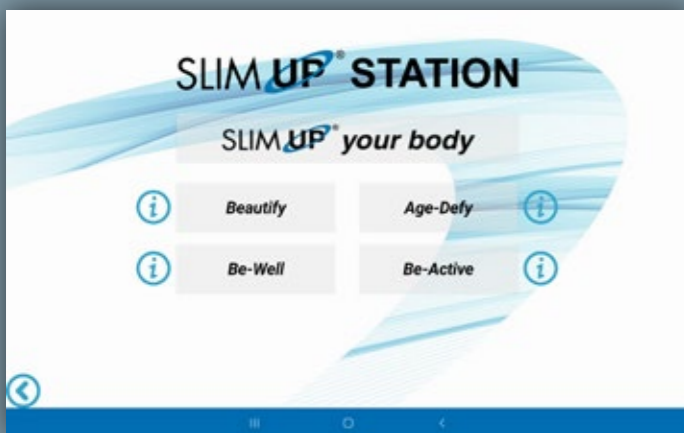 SLIM UP® STATION
SLIM UP® your body
i Beautify Age-Defy i
i Be-Well Be-Active i